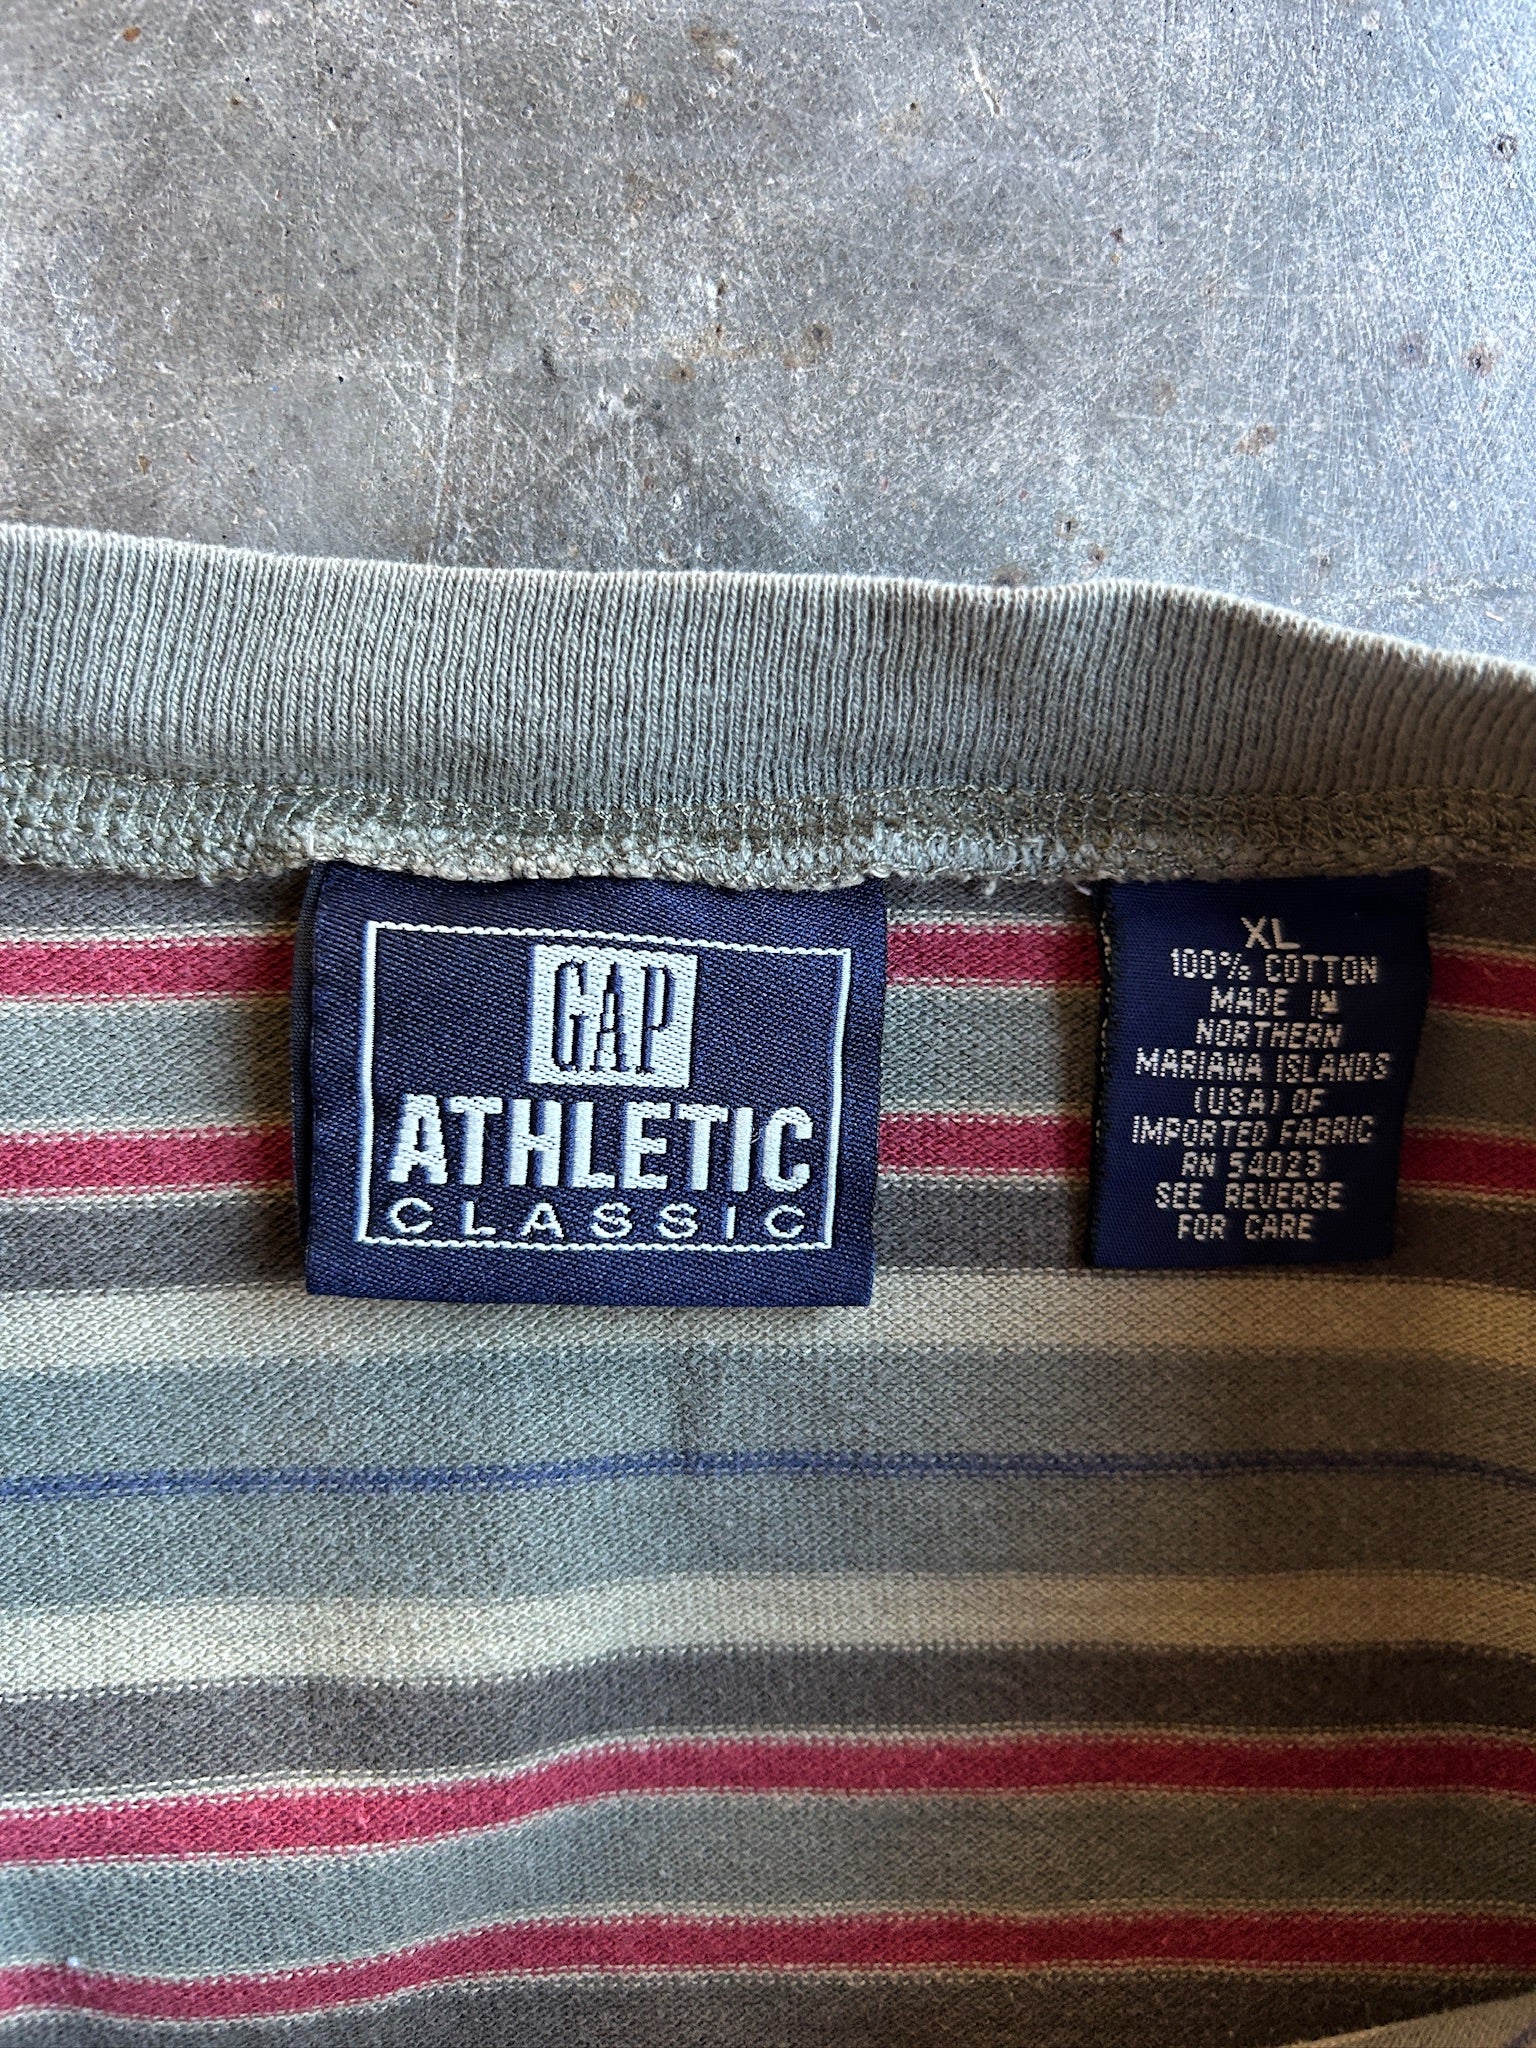 GAP
ATHLETIC
CLASSIC
XL
100% COTTON
MADE IN
NORTHERN
MARIANA ISLANDS
(USA) OF
IMPORTED FABRIC
RN 54023
SEE REVERSE
FOR CARE